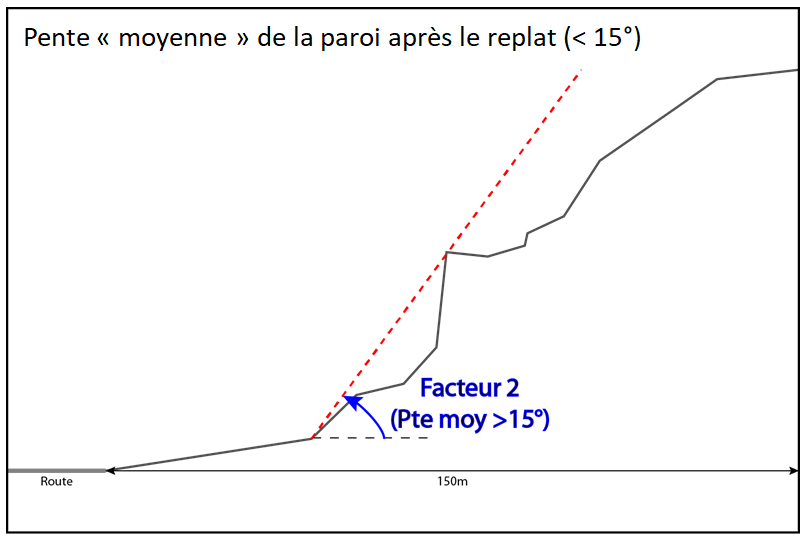 Pente « moyenne » de la paroi après le replat (< 15°)
Facteur 2
(Pte moy >15°)
Route
150m